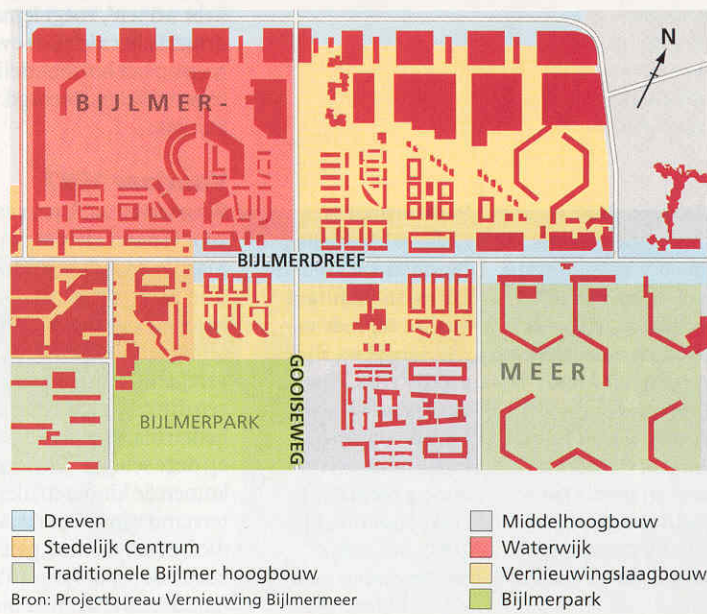 N
BIJLMER-
BIJLMERDREEF
GOOISEWEG
MEER
BIJLMERPARK
Dreven
Stedelijk Centrum
Traditionele Bijlmer hoogbouw
Middelhoogbouw
Waterwijk
Vernieuwingslaagbouw
Bijlmerpark
Bron: Projectbureau Vernieuwing Bijlmermeer